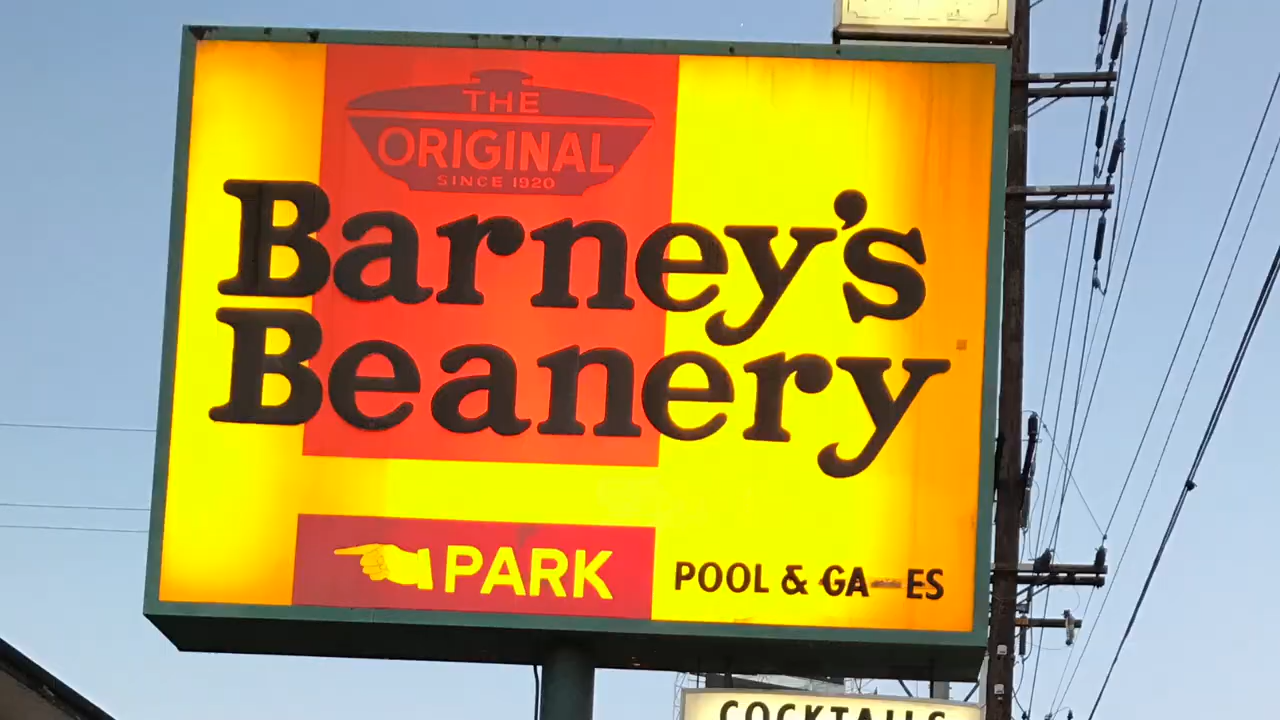 THE
ORIGINAL
SINCE 1920
Barney's
Beanery
PARK
POOL & GA ES
COCKTAILS